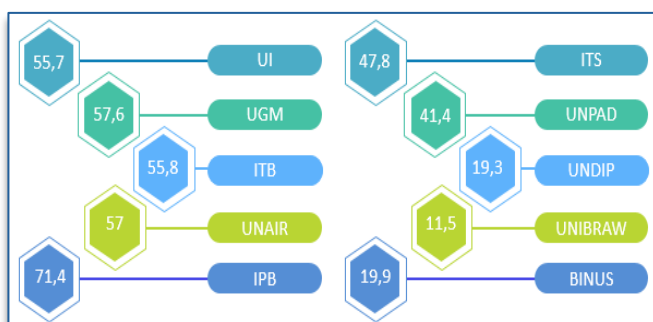 55,7 UI
57,6 UGM
55,8 ITB
57 UNAIR
71,4 IPB
47,8 ITS
41,4 UNPAD
19,3 UNDIP
11,5 UNIBRAW
19,9 BINUS